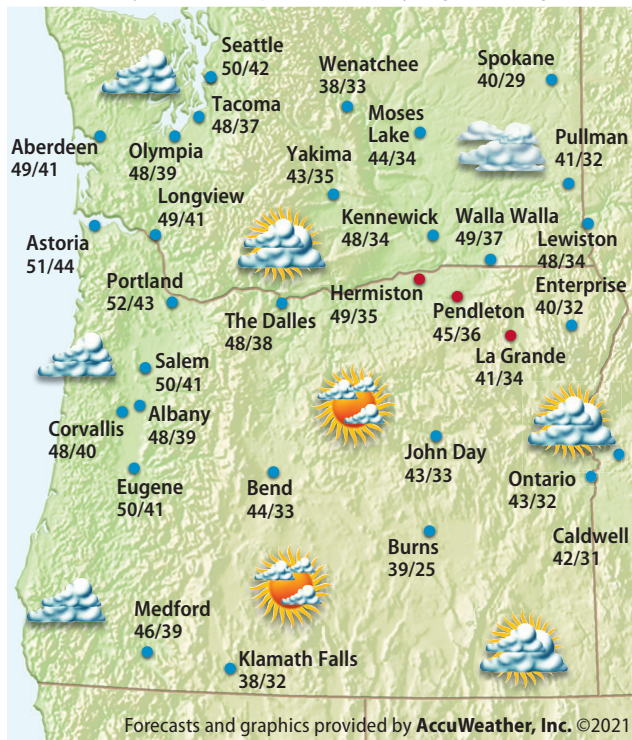 Seattle
50/42
Wenatchee
38/33
Spokane
40/29
Tacoma
48/37
Moses
Lake
44/34
Aberdeen
49/41
Olympia
48/39
Yakima
43/35
Pullman
41/32
Longview
49/41
Kennewick
48/34
Walla Walla
49/37
Lewiston
48/34
Astoria
51/44
Portland
52/43
The Dalles
48/38
Hermiston
49/35
Pendleton
45/36
Enterprise
40/32
La Grande
41/34
Salem
50/41
Albany
48/39
Corvallis
48/40
John Day
43/33
Ontario
43/32
Eugene
50/41
Bend
44/33
Caldwell
42/31
Burns
39/25
Medford
46/39
Klamath Falls
38/32
Forecasts and graphics provided by AccuWeather, Inc. ©2021